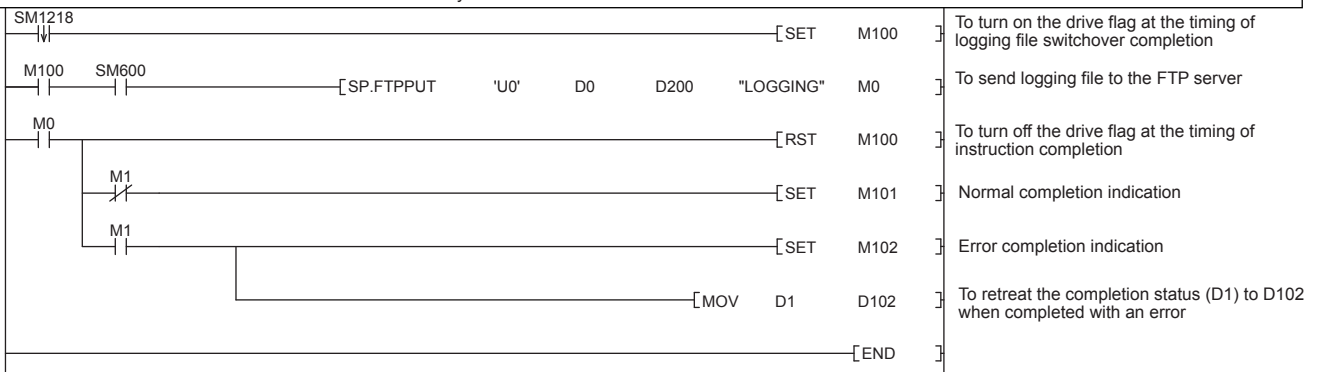 SM1218
SET M100 To turn on the drive flag at the timing of
logging file switchover completion
M100 SM600
SP.FTPPUT 'U0' D0 D200 "LOGGING" M0 To send logging file to the FTP server
M0
RST M100 To turn off the drive flag at the timing of
instruction completion
M1
SET M101 Normal completion indication
M1
SET M102 Error completion indication
MOV D1 D102 To retreat the completion status (D1) to D102
when completed with an error
END